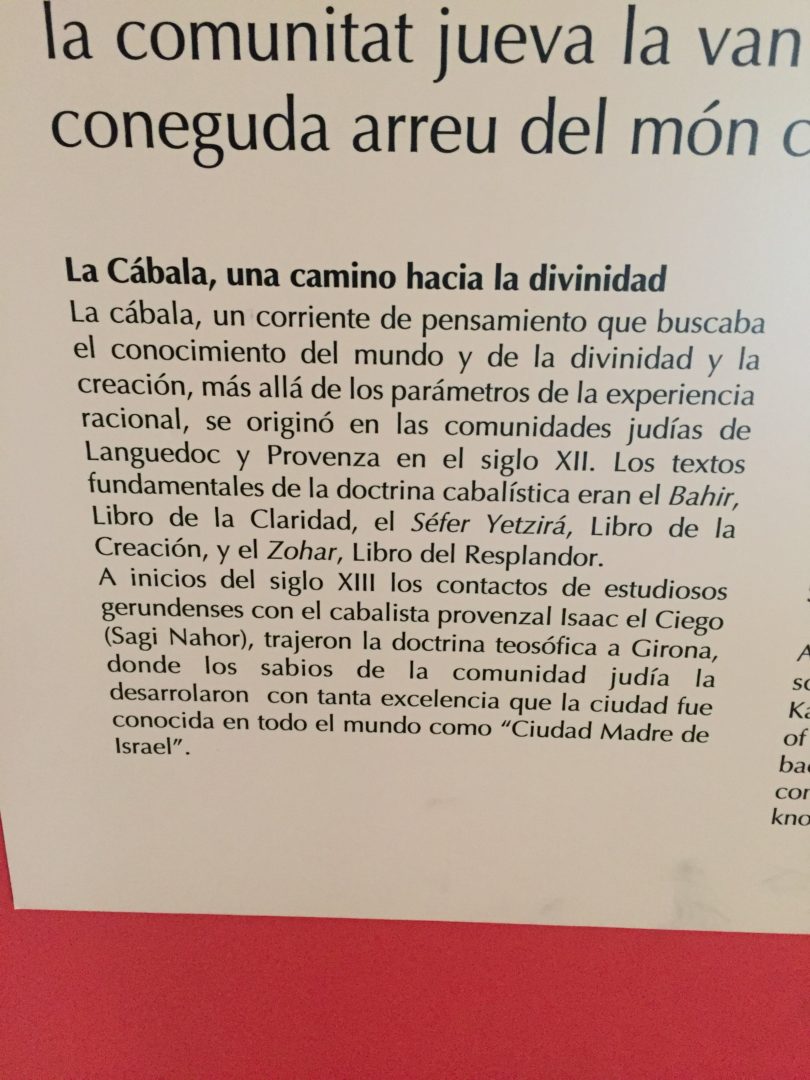 la comunitat jueva la van
coneguda arreu del món c
La Cábala, una camino hacia la divinidad
La cábala, un corriente de pensamiento que buscaba
el conocimiento del mundo y de la divinidad y la
creación, más allá de los parámetros de la experiencia
racional, se originó en las comunidades judías de
Languedoc y Provenza en el siglo XII. Los textos
fundamentales de la doctrina cabalística eran el Bahir,
Libro de la Claridad, el Séfer Yetzirá, Libro de la
Creación, y el Zohar, Libro del Resplandor.
A inicios del siglo XIII los contactos de estudiosos
gerundenses con el cabalista provenzal Isaac el Ciego
(Sagi Nahor), trajeron la doctrina teosófica a Girona,
donde los sabios de la comunidad judía la
desarrolaron con tanta excelencia que la ciudad fue
conocida en todo el mundo como “Ciudad Madre de
Israel”.
A
so
Ka
of
bac
con
kno